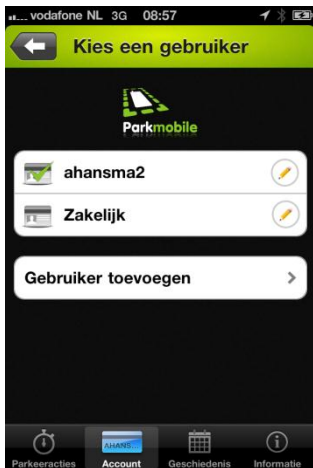 vodafone NL 3G 08:57
Kies een gebruiker
Parkmobile
ahansma2
Zakelijk
Gebruiker toevoegen
AHANS...
Parkeeracties Account Geschiedenis Informatie